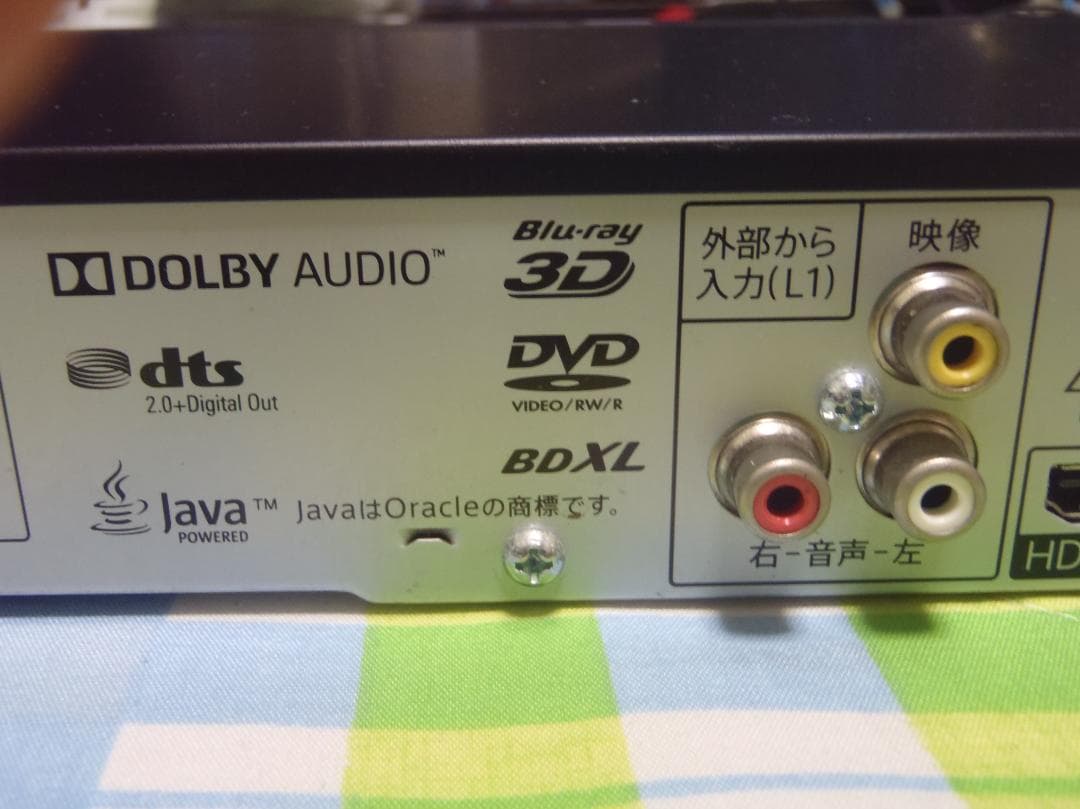 DOLBY AUDIO™
dts
2.0+Digital Out
Java™
POWERED
JavaはOracleの商標です。
Blu-ray
3D
DVD
VIDEO/RW/R
BDXL
外部から
入力(L1)
映像
右-音声-左
HD